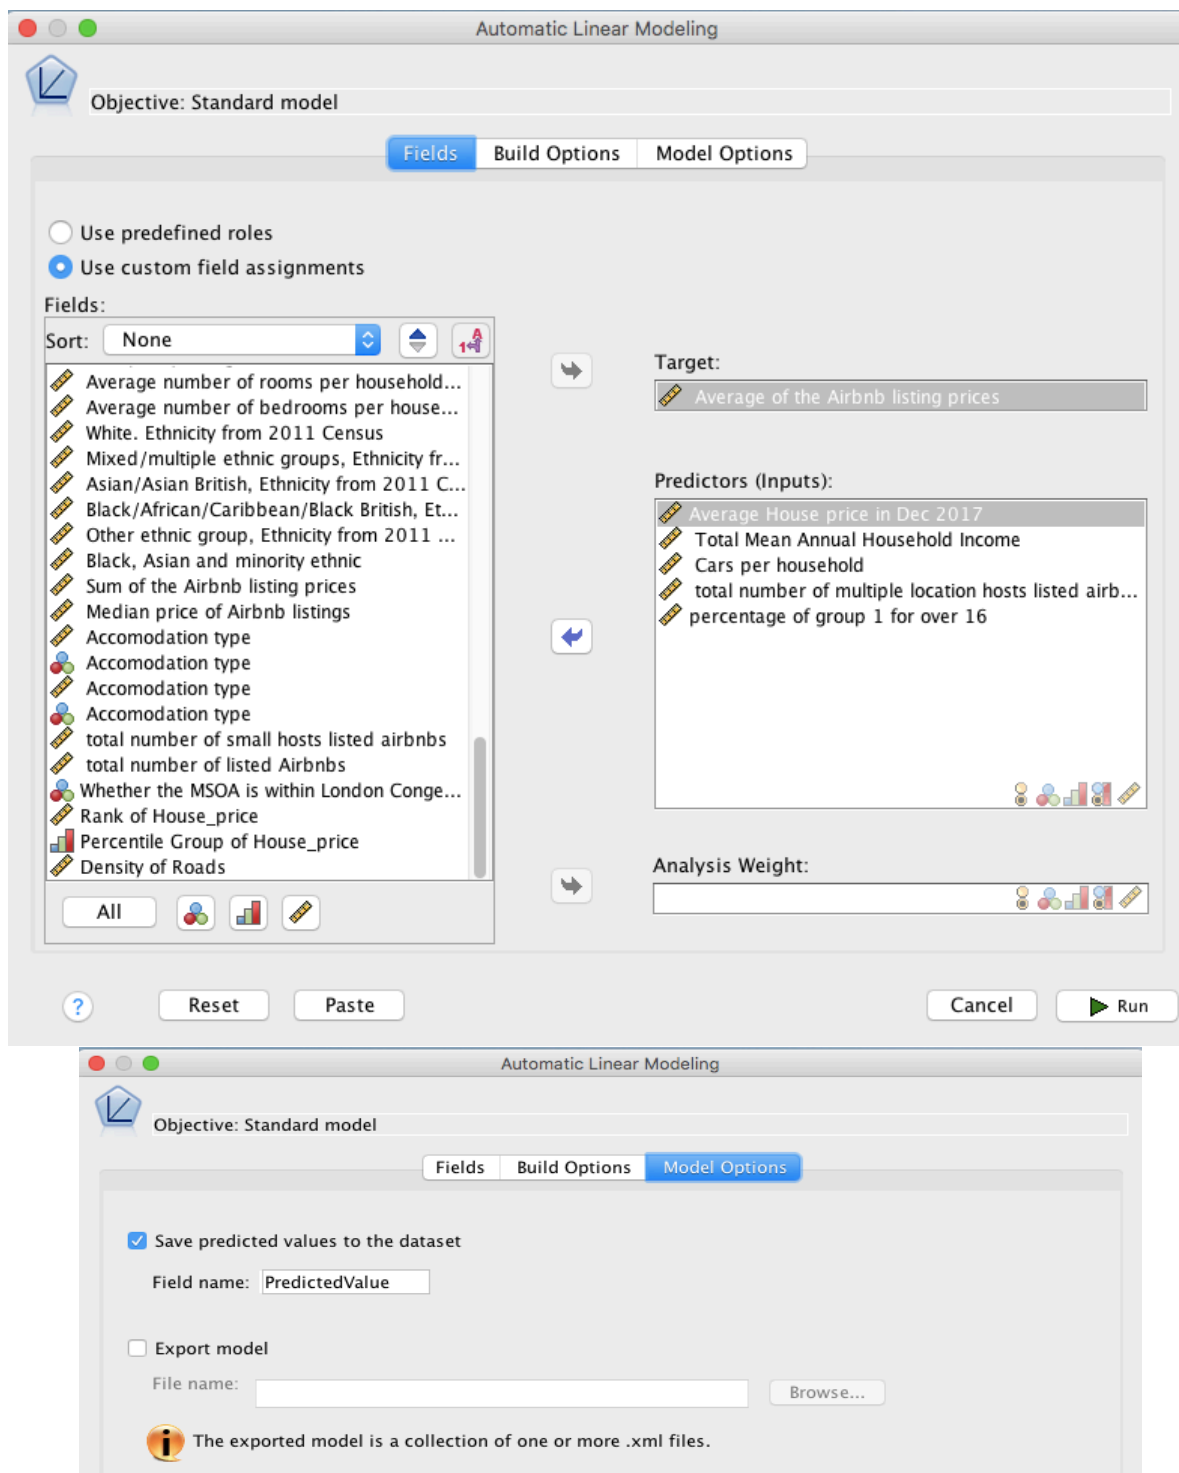 Automatic Linear Modeling
Objective: Standard model
Fields Build Options Model Options
Use predefined roles
Use custom field assignments
Fields:
Sort: None
Average number of rooms per household...
Average number of bedrooms per house...
White. Ethnicity from 2011 Census
Mixed/multiple ethnic groups, Ethnicity fr...
Asian/Asian British, Ethnicity from 2011 C...
Black/African/Caribbean/Black British, Et...
Other ethnic group, Ethnicity from 2011 ...
Black, Asian and minority ethnic
Sum of the Airbnb listing prices
Median price of Airbnb listings
Accomodation type
Accomodation type
Accomodation type
Accomodation type
total number of small hosts listed airbnbs
total number of listed Airbnbs
Whether the MSOA is within London Conge...
Rank of House_price
Percentile Group of House_price
Density of Roads
All
Target:
Average of the Airbnb listing prices
Predictors (Inputs):
Average House price in Dec 2017
Total Mean Annual Household Income
Cars per household
total number of multiple location hosts listed airb...
percentage of group 1 for over 16
Analysis Weight:
? Reset Paste Cancel Run
Automatic Linear Modeling
Objective: Standard model
Fields Build Options Model Options
Save predicted values to the dataset
Field name: PredictedValue
Export model
File name: Browse...
The exported model is a collection of one or more .xml files.